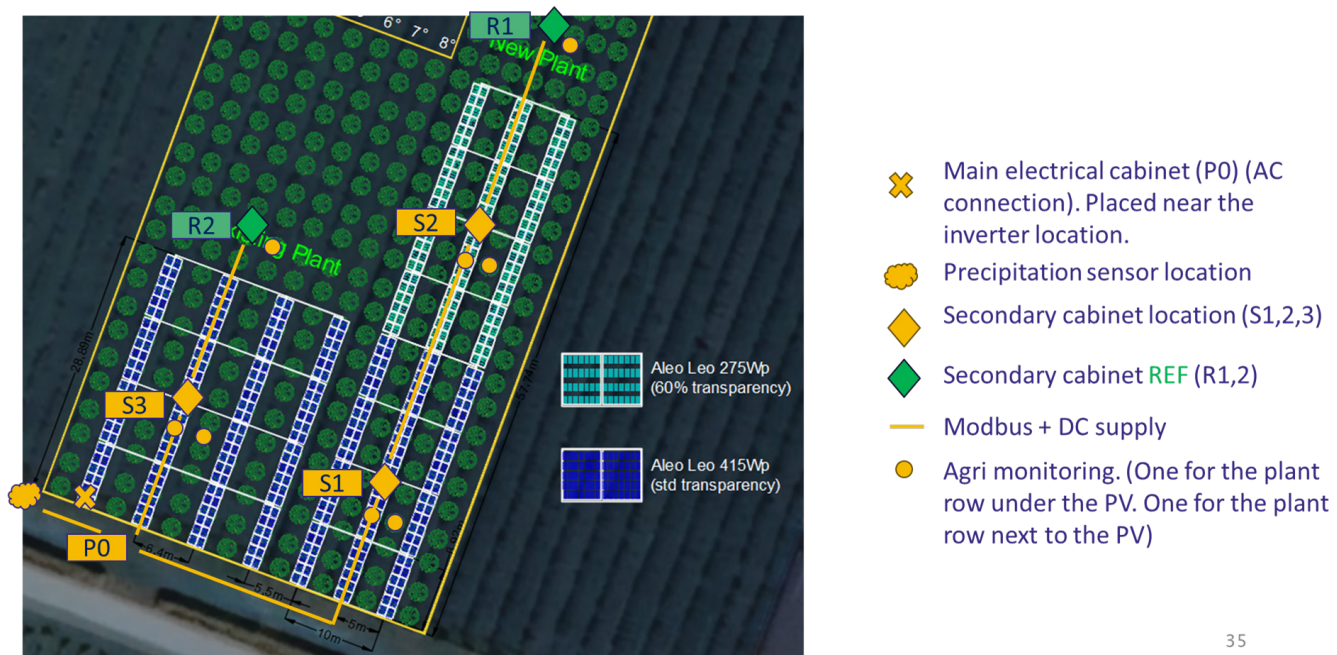 6°
7°
8°
R1
New Plant
R2
Plant
S2
28.89m
S3
S1
P0
6.4m
5.5m
5m
10m
Aleo Leo 275Wp
(60% transparency)
Aleo Leo 415Wp
(std transparency)
Main electrical cabinet (P0) (AC
connection). Placed near the
inverter location.
Precipitation sensor location
Secondary cabinet location (S1,2,3)
Secondary cabinet REF (R1,2)
Modbus + DC supply
Agri monitoring. (One for the plant
row under the PV. One for the plant
row next to the PV)
35